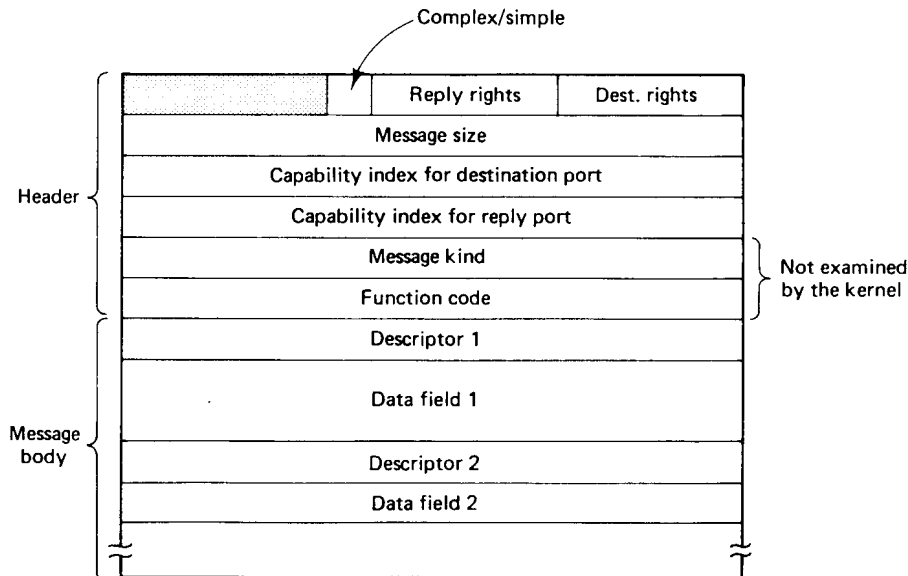 Complex/simple
Reply rights
Dest. rights
Message size
Capability index for destination port
Header
Capability index for reply port
Message kind
Not examined
by the kernel
Function code
Descriptor 1
Data field 1
Message
body
Descriptor 2
Data field 2